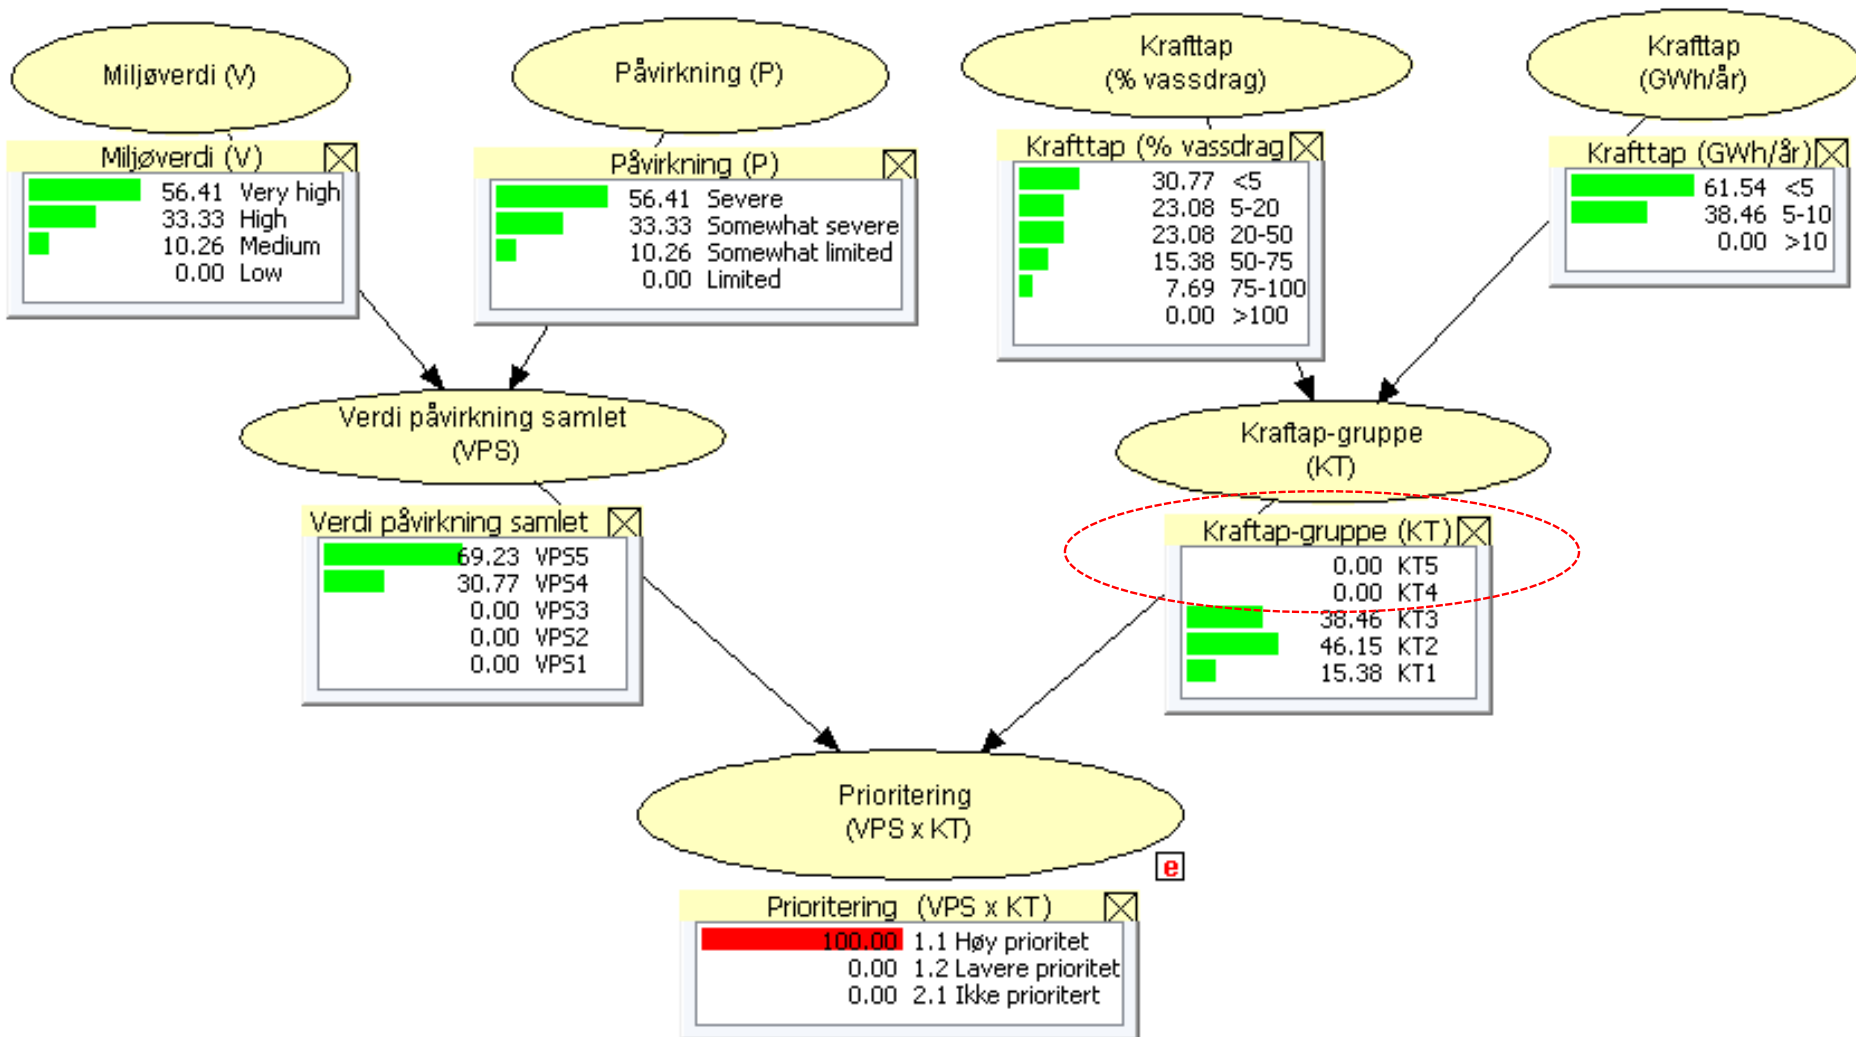 Miljøverdi (V)
Påvirkning (P)
Krafttap
(% vassdrag)
Krafttap
(GWh/år)
Miljøverdi (V)
56.41 Very high
33.33 High
10.26 Medium
0.00 Low
Påvirkning (P)
56.41 Severe
33.33 Somewhat severe
10.26 Somewhat limited
0.00 Limited
Krafttap (% vassdrag
30.77 <5
23.08 5-20
23.08 20-50
15.38 50-75
7.69 75-100
0.00 >100
Krafttap (GWh/år)
61.54 <5
38.46 5-10
0.00 >10
Verdi påvirkning samlet
(VPS)
Kraftap-gruppe
(KT)
Verdi påvirkning samlet
69.23 VPS5
30.77 VPS4
0.00 VPS3
0.00 VPS2
0.00 VPS1
Kraftap-gruppe (KT)
0.00 KT5
0.00 KT4
38.46 KT3
46.15 KT2
15.38 KT1
Prioritering
(VPS x KT)
e
Prioritering (VPS x KT)
100.00 1.1 Høy prioritet
0.00 1.2 Lavere prioritet
0.00 2.1 Ikke prioritert